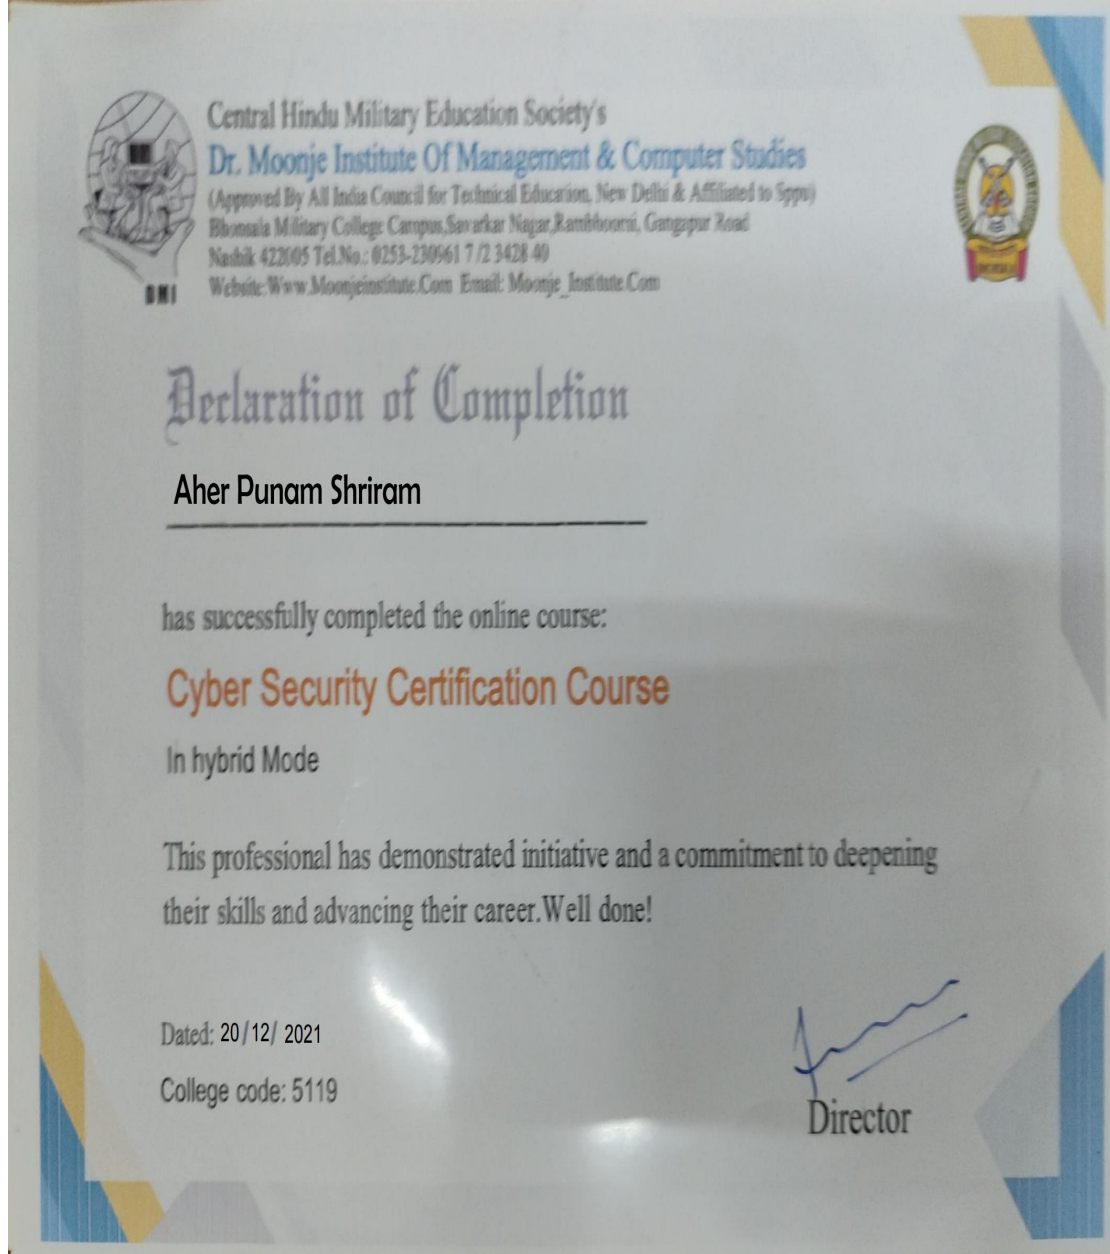 Central Hindu Military Education Society's
Dr. Moonje Institute Of Management & Computer Studies
(Approved By All India Council for Technical Education, New Delhi & Affiliated to Sppu)
Bhonsala Military College Campus,Savarkar Nagar,Rambhoomi, Gangapur Road
Nashik 422005 Tel.No.: 0253-230961 7 /2 3428 40
Website:Www.Moonjeinstitute.Com Email: Moonje_Institute.Com
DMI
Declaration of Completion
Aher Punam Shriram
has successfully completed the online course:
Cyber Security Certification Course
In hybrid Mode
This professional has demonstrated initiative and a commitment to deepening
their skills and advancing their career.Well done!
Dated: 20/12/ 2021
College code: 5119
Director